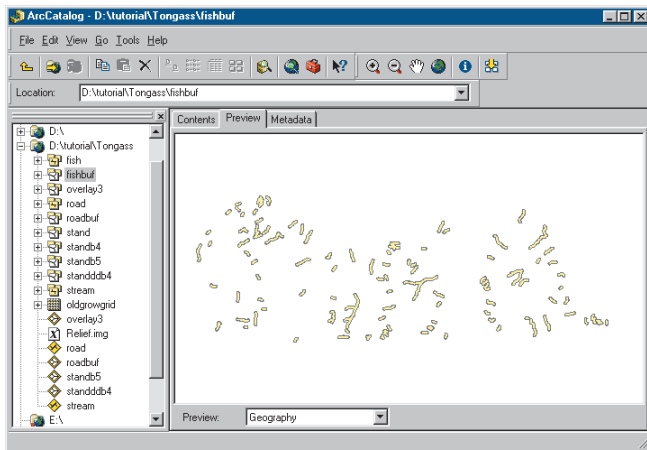 ArcCatalog - D:\tutorial\Tongass\fishbuf
File Edit View Go Tools Help
Location: D:\tutorial\Tongass\fishbuf
Contents Preview Metadata
D:\
D:\tutorial\Tongass
fish
fishbuf
overlay3
road
roadbuf
stand
standb4
standb5
standddb4
stream
oldgrowgrid
overlay3
Relief.img
road
roadbuf
standb5
standddb4
stream
E:\
Preview: Geography